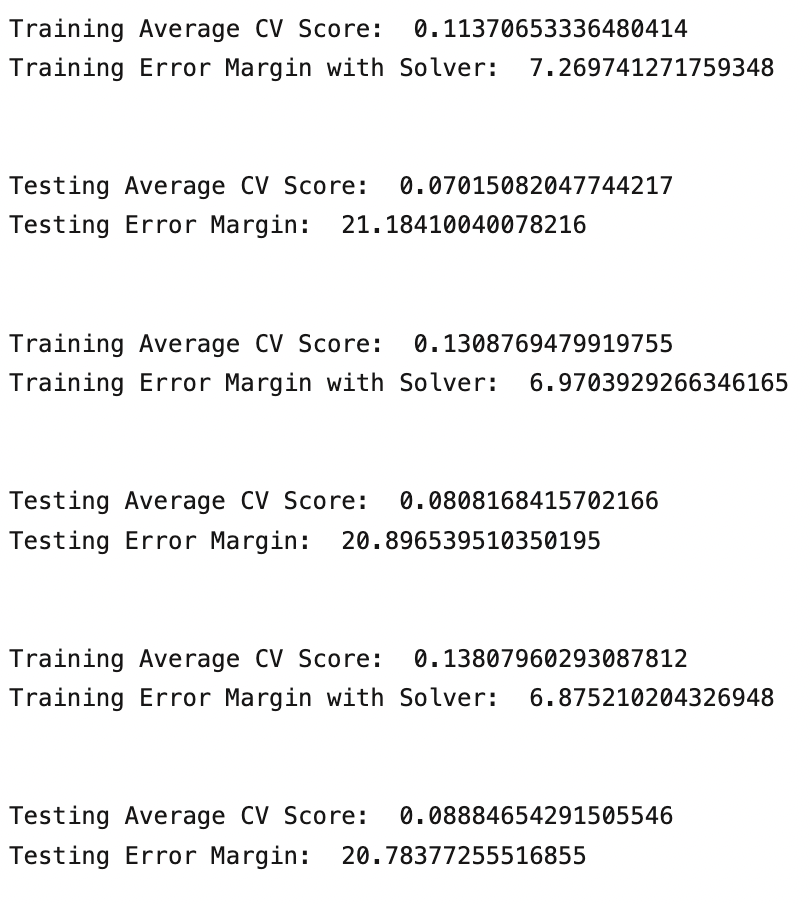 Training Average CV Score:  0.11370653336480414
Training Error Margin with Solver:  7.269741271759348
Testing Average CV Score:  0.07015082047744217
Testing Error Margin:  21.18410040078216
Training Average CV Score:  0.1308769479919755
Training Error Margin with Solver:  6.9703929266346165
Testing Average CV Score:  0.0808168415702166
Testing Error Margin:  20.896539510350195
Training Average CV Score:  0.13807960293087812
Training Error Margin with Solver:  6.875210204326948
Testing Average CV Score:  0.08884654291505546
Testing Error Margin:  20.78377255516855